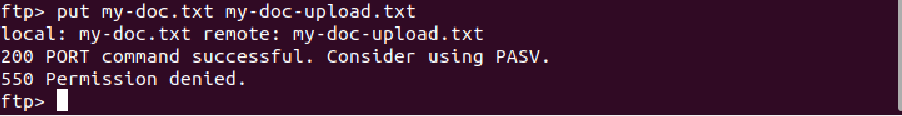 ftp> put my-doc.txt my-doc-upload.txt
local: my-doc.txt remote: my-doc-upload.txt
200 PORT command successful. Consider using PASV.
550 Permission denied.
ftp>